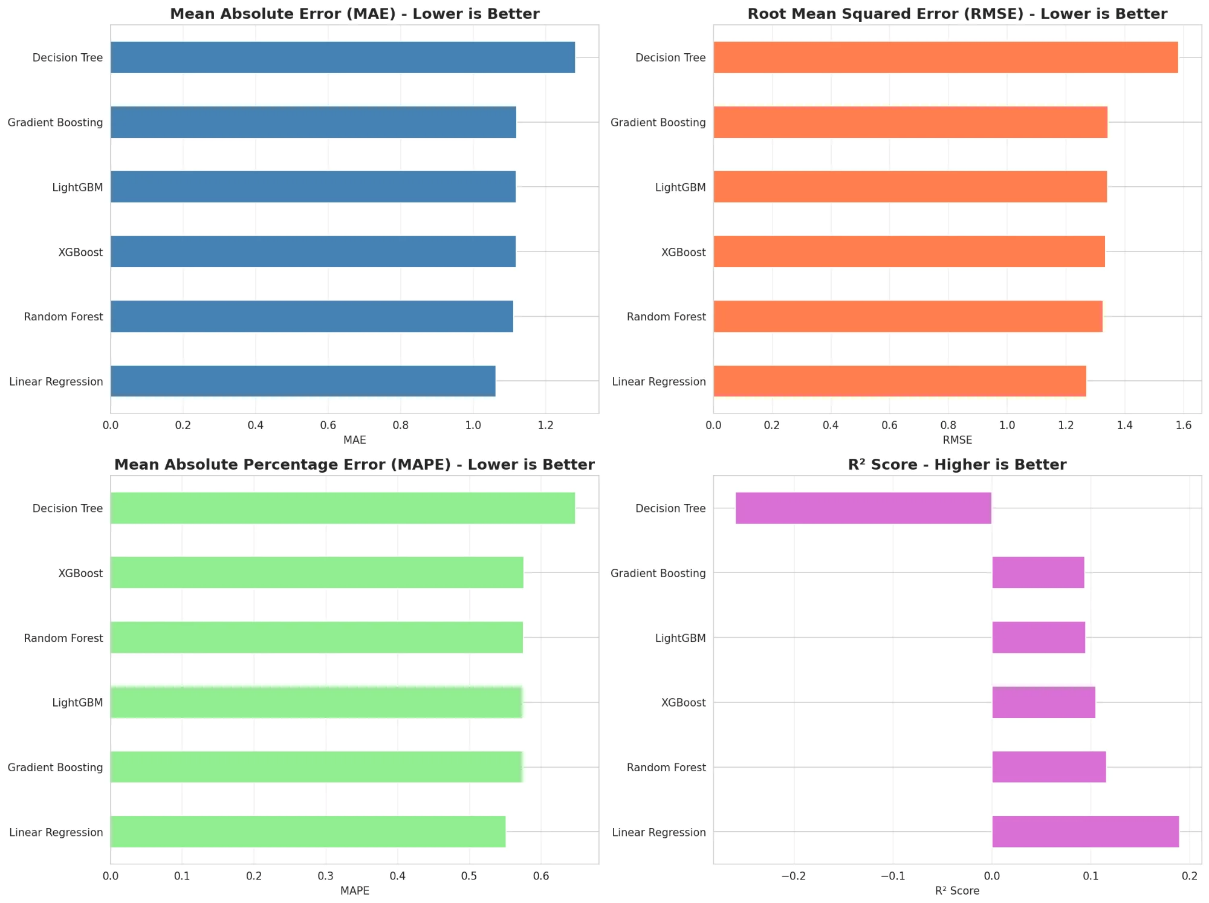 Mean Absolute Error (MAE) - Lower is Better
Decision Tree
Gradient Boosting
LightGBM
XGBoost
Random Forest
Linear Regression
0.0 0.2 0.4 0.6 0.8 1.0 1.2
MAE
Root Mean Squared Error (RMSE) - Lower is Better
Decision Tree
Gradient Boosting
LightGBM
XGBoost
Random Forest
Linear Regression
0.0 0.2 0.4 0.6 0.8 1.0 1.2 1.4 1.6
RMSE
Mean Absolute Percentage Error (MAPE) - Lower is Better
Decision Tree
XGBoost
Random Forest
LightGBM
Gradient Boosting
Linear Regression
0.0 0.1 0.2 0.3 0.4 0.5 0.6
MAPE
R² Score - Higher is Better
Decision Tree
Gradient Boosting
LightGBM
XGBoost
Random Forest
Linear Regression
−0.2 −0.1 0.0 0.1 0.2
R² Score